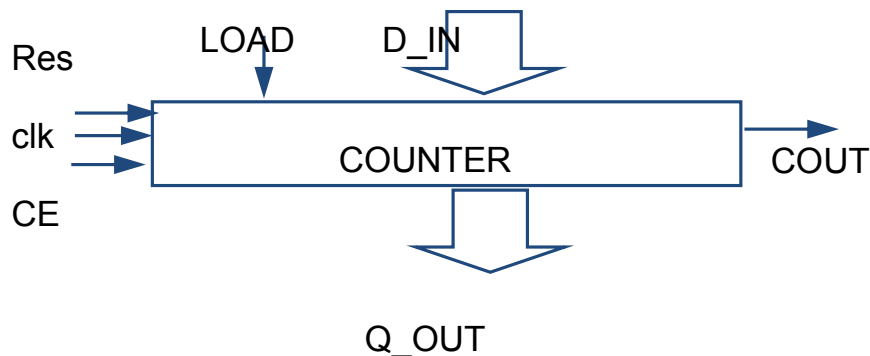 Res
LOAD
D_IN
clk
COUNTER
COUT
CE
Q_OUT